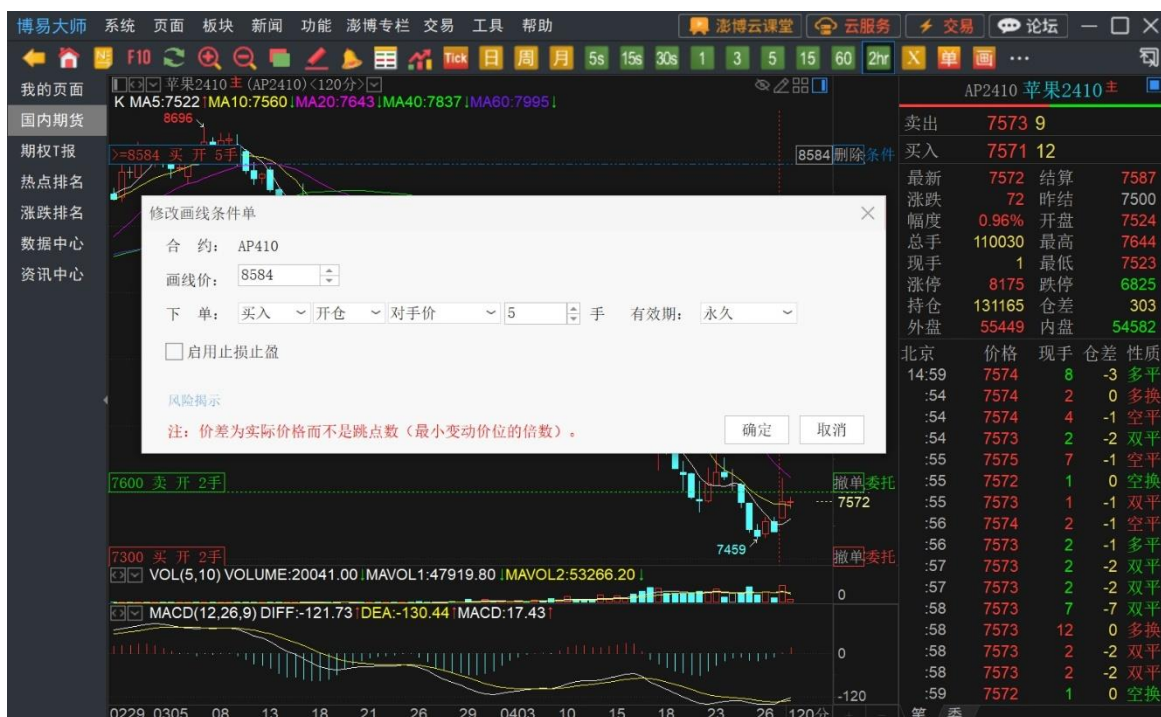 博易大师 系统 页面 板块 新闻 功能 澎博专栏 交易 工具 帮助 澎博云课堂 云服务 交易 论坛
F10 Tick 日 周 月 5s 15s 30s 1 3 5 15 60 2hr X 单 画 ···
我的页面
国内期货
期权T报
热点排名
涨跌排名
数据中心
资讯中心
苹果2410主 (AP2410)<120分>
K MA5:7522↑MA10:7560↓MA20:7643↓MA40:7837↓MA60:7995↓
8696
>=8584 买 开 5手
8584 删除 条件
修改画线条件单
合 约: AP410
画线价: 8584
下 单: 买入 开仓 对手价 5 手 有效期: 永久
启用止损止盈
风险揭示
注: 价差为实际价格而不是跳点数(最小变动价位的倍数)。
确定 取消
7600 卖 开 2手
撤单 委托
7572
7459
7300 买 开 2手
撤单 委托
VOL(5,10) VOLUME:20041.00↓MAVOL1:47919.80↓MAVOL2:53266.20↓
0
MACD(12,26,9) DIFF:-121.73↑DEA:-130.44↑MACD:17.43↑
0
-120
0229 0305 08 13 18 21 26 29 0403 10 15 18 23 26 120分
AP2410 苹果2410主
卖出 7573 9
买入 7571 12
最新 7572 结算 7587
涨跌 72 昨结 7500
幅度 0.96% 开盘 7524
总手 110030 最高 7644
现手 1 最低 7523
涨停 8175 跌停 6825
持仓 131165 仓差 303
外盘 55449 内盘 54582
北京 价格 现手 仓差 性质
14:59 7574 8 -3 多平
:54 7574 2 0 多换
:54 7574 4 -1 空平
:54 7573 2 -2 双平
:55 7575 7 -1 空平
:55 7572 1 0 空换
:55 7573 1 -1 双平
:56 7574 2 -1 空平
:56 7573 2 -1 多平
:57 7573 2 -2 双平
:57 7573 2 -2 双平
:58 7573 7 -7 双平
:58 7573 12 0 多换
:58 7573 2 -2 双平
:58 7573 2 -2 双平
:59 7572 1 0 空换